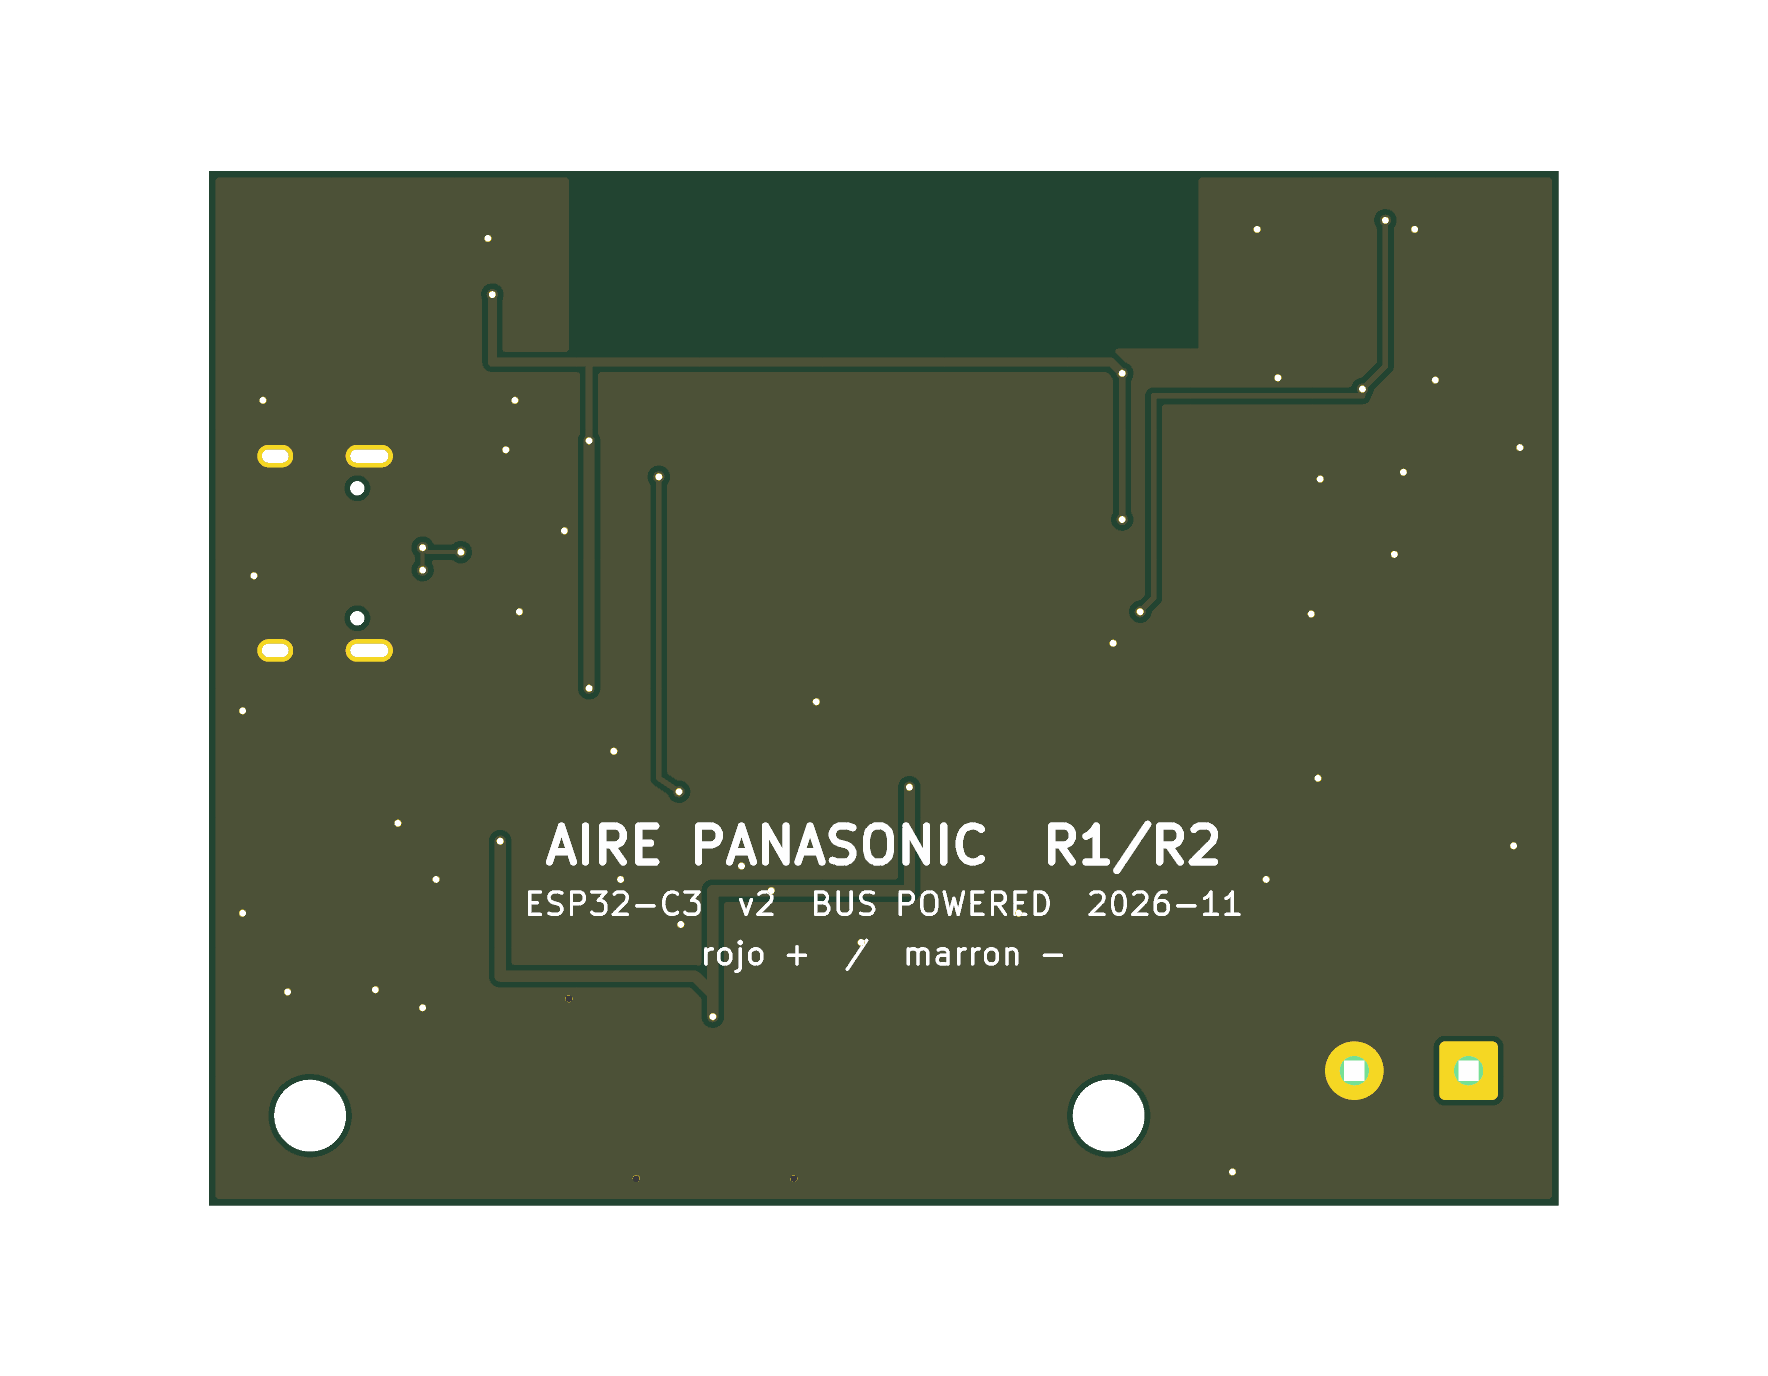 AIRE PANASONIC R1/R2
ESP32-C3 v2 BUS POWERED 2026-11
rojo + / marron -